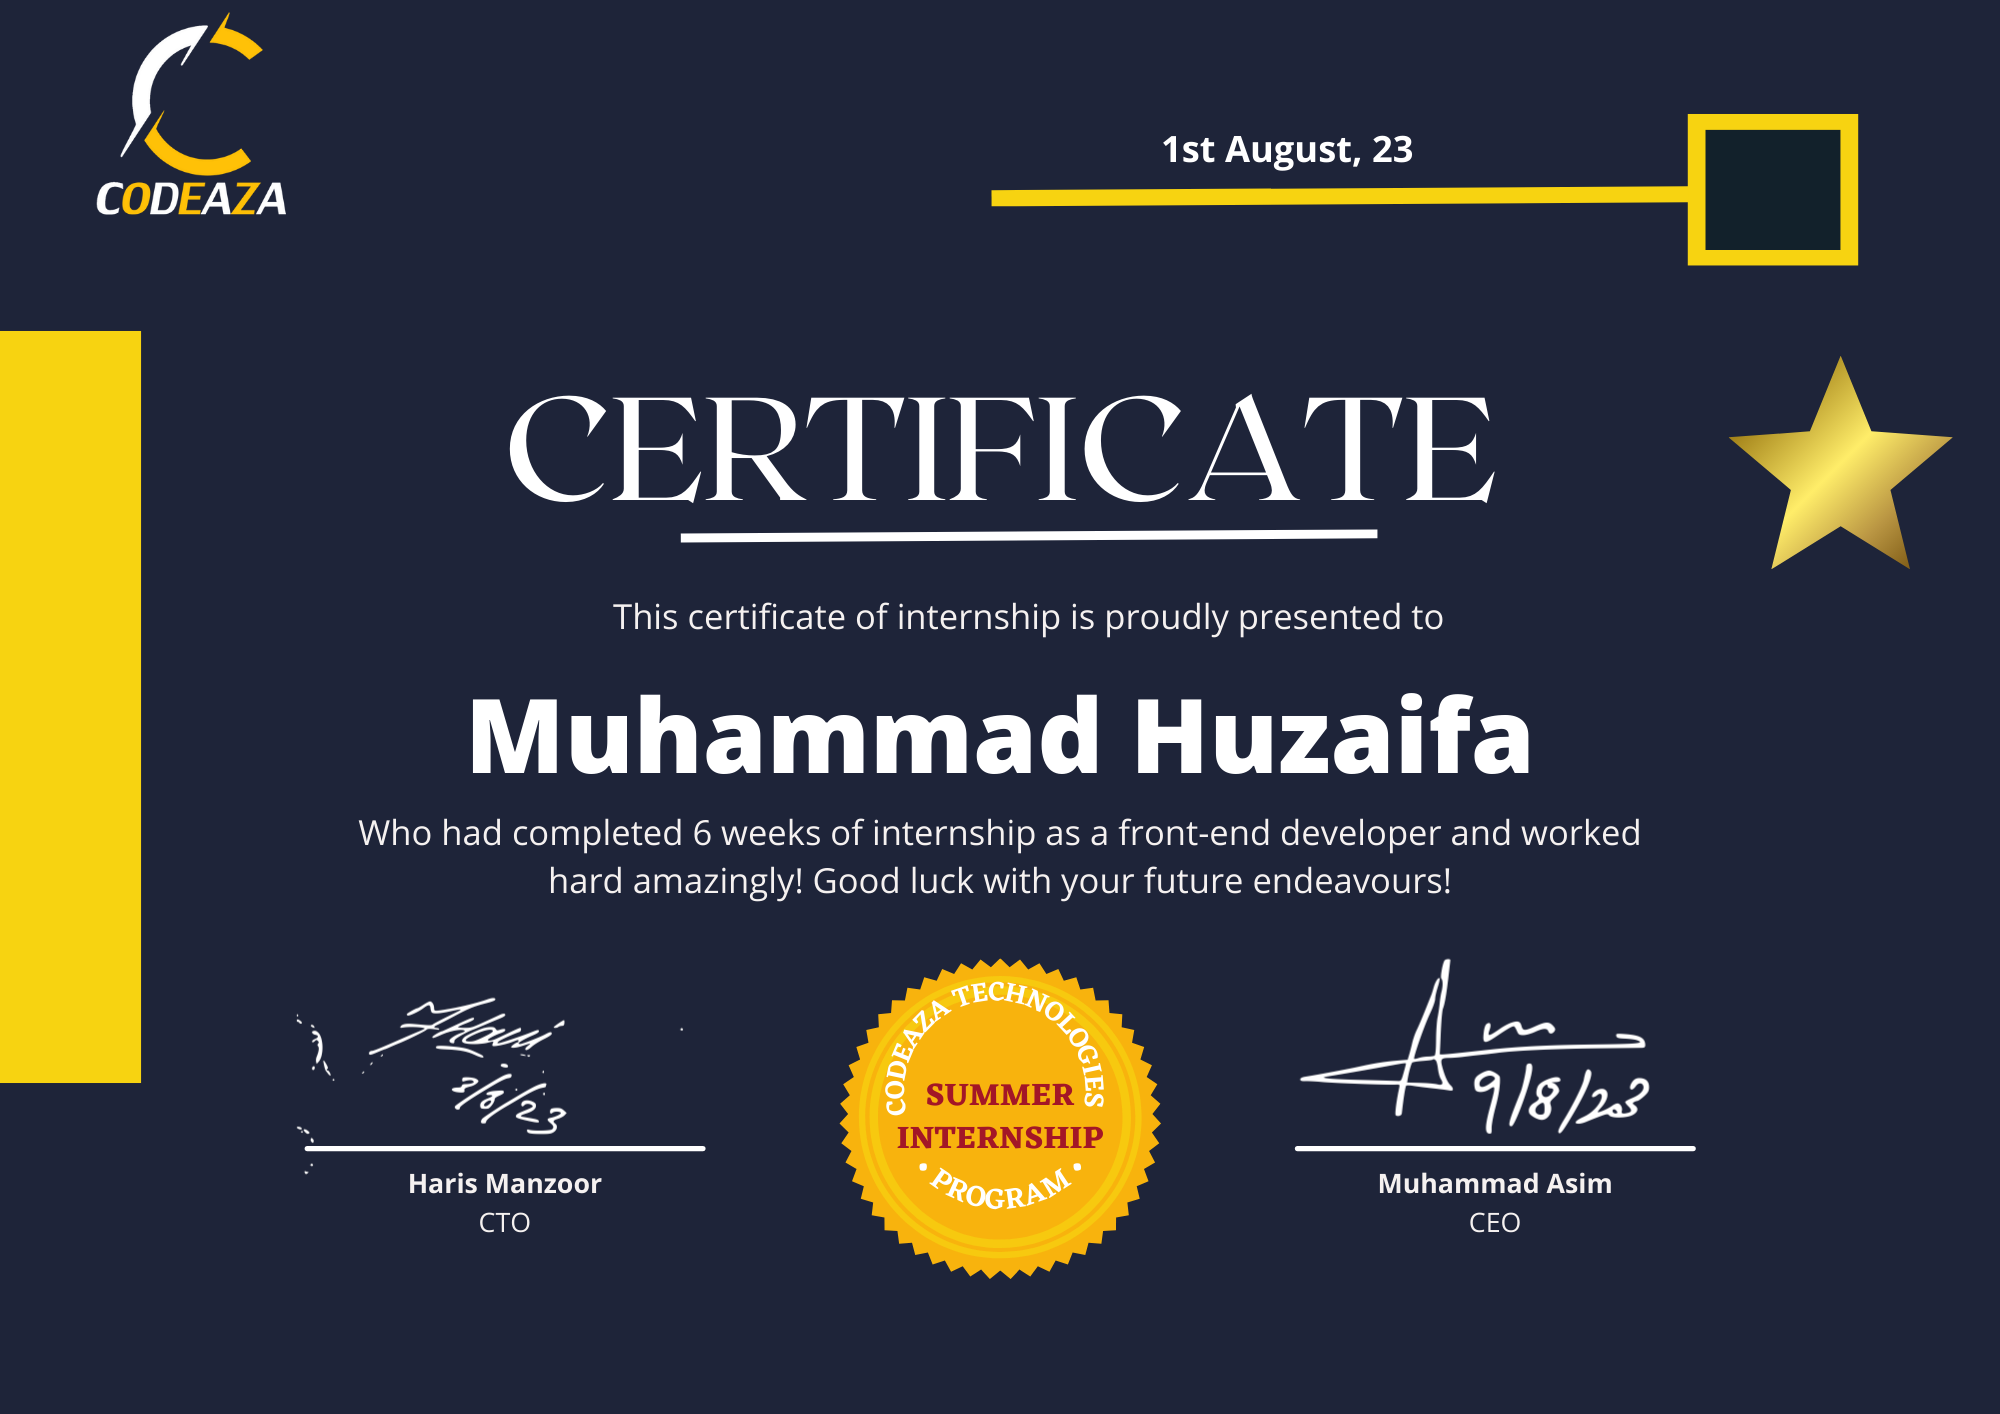 CODEAZA
1st August, 23
CERTIFICATE
This certificate of internship is proudly presented to
Muhammad Huzaifa
Who had completed 6 weeks of internship as a front-end developer and worked
hard amazingly! Good luck with your future endeavours!
3/8/23
Haris Manzoor
CTO
CODEAZA TECHNOLOGIES
SUMMER
INTERNSHIP
• PROGRAM •
9/8/203
Muhammad Asim
CEO